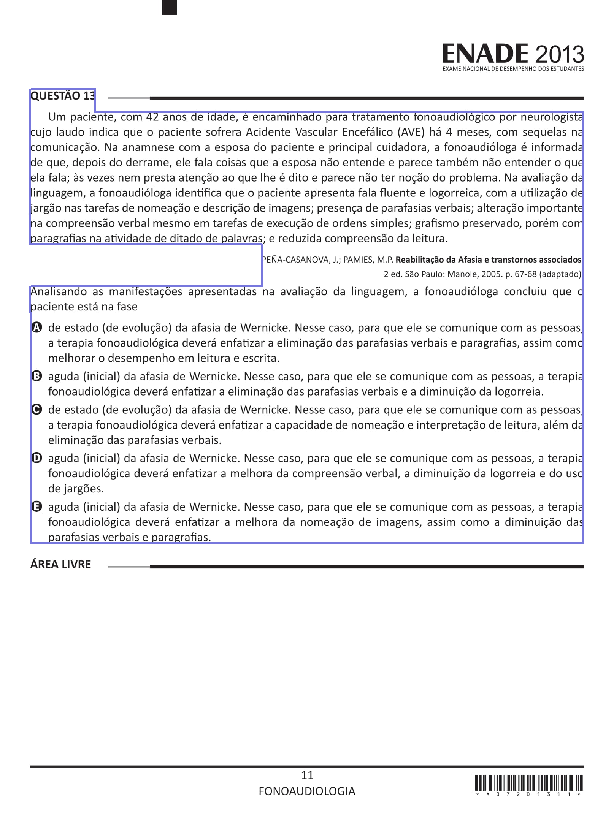 ENADE 2013
EXAME NACIONAL DE DESEMPENHO DOS ESTUDANTES
QUESTÃO 13
Um paciente, com 42 anos de idade, é encaminhado para tratamento fonoaudiológico por neurologista
cujo laudo indica que o paciente sofrera Acidente Vascular Encefálico (AVE) há 4 meses, com sequelas na
comunicação. Na anamnese com a esposa do paciente e principal cuidadora, a fonoaudióloga é informada
de que, depois do derrame, ele fala coisas que a esposa não entende e parece também não entender o que
ela fala; às vezes nem presta atenção ao que lhe é dito e parece não ter noção do problema. Na avaliação da
linguagem, a fonoaudióloga identifica que o paciente apresenta fala fluente e logorreica, com a utilização de
jargão nas tarefas de nomeação e descrição de imagens; presença de parafasias verbais; alteração importante
na compreensão verbal mesmo em tarefas de execução de ordens simples; grafismo preservado, porém com
paragrafias na atividade de ditado de palavras; e reduzida compreensão da leitura.
PEÑA-CASANOVA, J.; PAMIES, M.P. Reabilitação da Afasia e transtornos associados.
2 ed. São Paulo: Manole, 2005. p. 67-68 (adaptado).
Analisando as manifestações apresentadas na avaliação da linguagem, a fonoaudióloga concluiu que o
paciente está na fase
A de estado (de evolução) da afasia de Wernicke. Nesse caso, para que ele se comunique com as pessoas,
a terapia fonoaudiológica deverá enfatizar a eliminação das parafasias verbais e paragrafias, assim como
melhorar o desempenho em leitura e escrita.
B aguda (inicial) da afasia de Wernicke. Nesse caso, para que ele se comunique com as pessoas, a terapia
fonoaudiológica deverá enfatizar a eliminação das parafasias verbais e a diminuição da logorreia.
C de estado (de evolução) da afasia de Wernicke. Nesse caso, para que ele se comunique com as pessoas,
a terapia fonoaudiológica deverá enfatizar a capacidade de nomeação e interpretação de leitura, além da
eliminação das parafasias verbais.
D aguda (inicial) da afasia de Wernicke. Nesse caso, para que ele se comunique com as pessoas, a terapia
fonoaudiológica deverá enfatizar a melhora da compreensão verbal, a diminuição da logorreia e do uso
de jargões.
E aguda (inicial) da afasia de Wernicke. Nesse caso, para que ele se comunique com as pessoas, a terapia
fonoaudiológica deverá enfatizar a melhora da nomeação de imagens, assim como a diminuição das
parafasias verbais e paragrafias.
ÁREA LIVRE
11
FONOAUDIOLOGIA